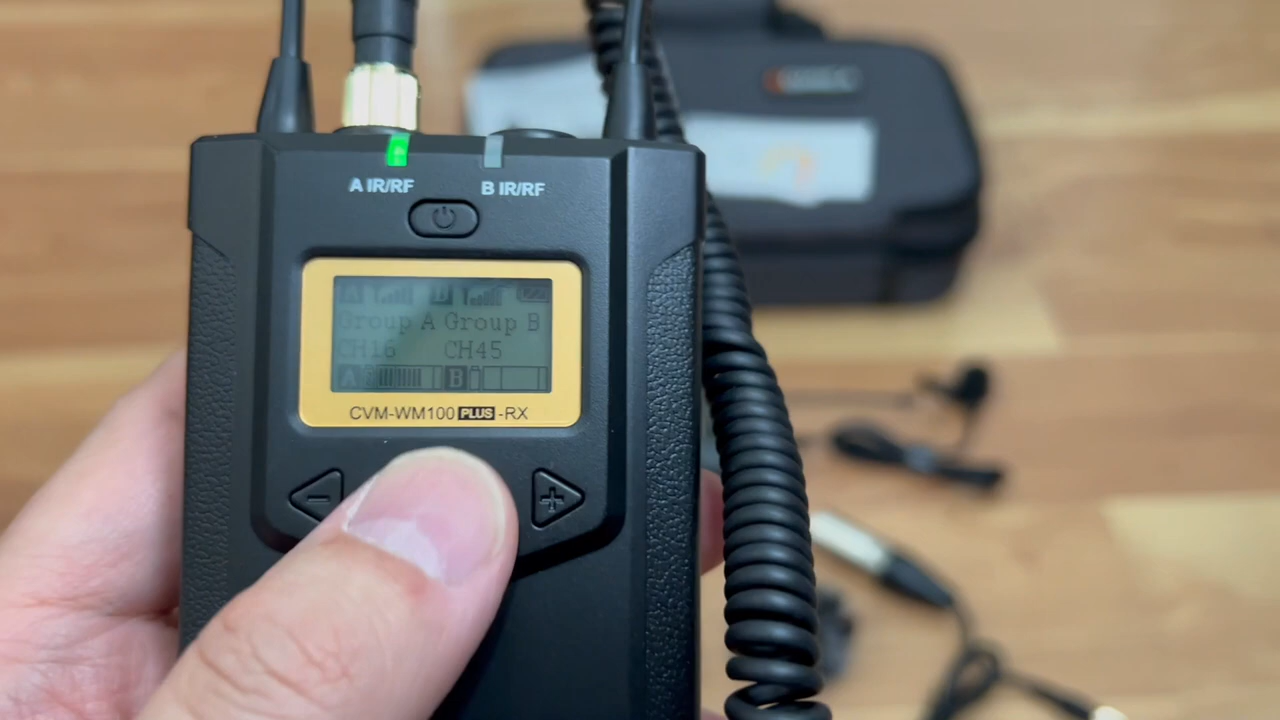 A IR/RF B IR/RF
A B
Group A Group B
CH16 CH45
A B
CVM-WM100 PLUS -RX